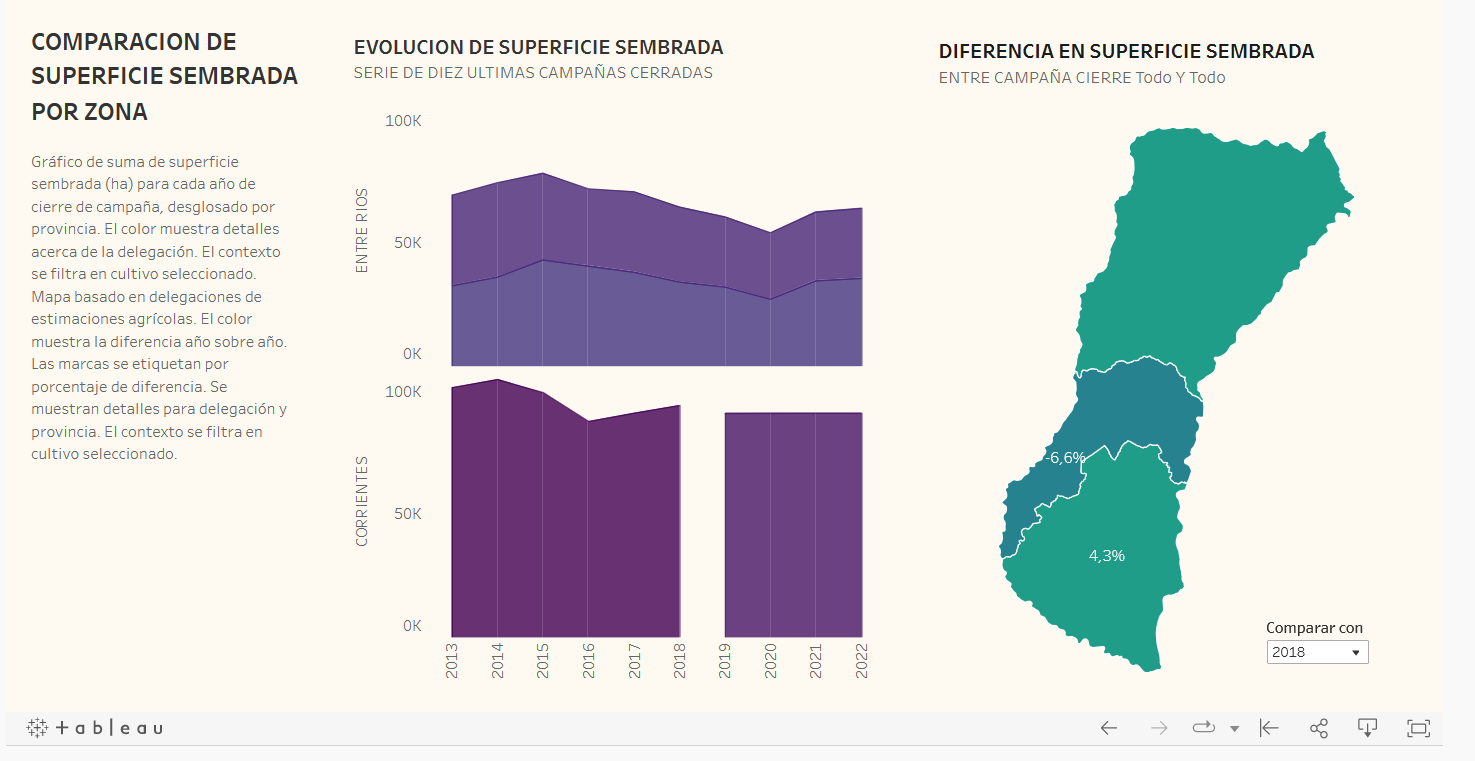 COMPARACION DE
SUPERFICIE SEMBRADA
POR ZONA
Gráfico de suma de superficie
sembrada (ha) para cada año de
cierre de campaña, desglosado por
provincia. El color muestra detalles
acerca de la delegación. El contexto
se filtra en cultivo seleccionado.
Mapa basado en delegaciones de
estimaciones agrícolas. El color
muestra la diferencia año sobre año.
Las marcas se etiquetan por
porcentaje de diferencia. Se
muestran detalles para delegación y
provincia. El contexto se filtra en
cultivo seleccionado.
EVOLUCION DE SUPERFICIE SEMBRADA
SERIE DE DIEZ ULTIMAS CAMPAÑAS CERRADAS
100K
50K
0K
ENTRE RIOS
100K
50K
0K
CORRIENTES
2013
2014
2015
2016
2017
2018
2019
2020
2021
2022
DIFERENCIA EN SUPERFICIE SEMBRADA
ENTRE CAMPAÑA CIERRE Todo Y Todo
-6,6%
4,3%
Comparar con
2018
tableau